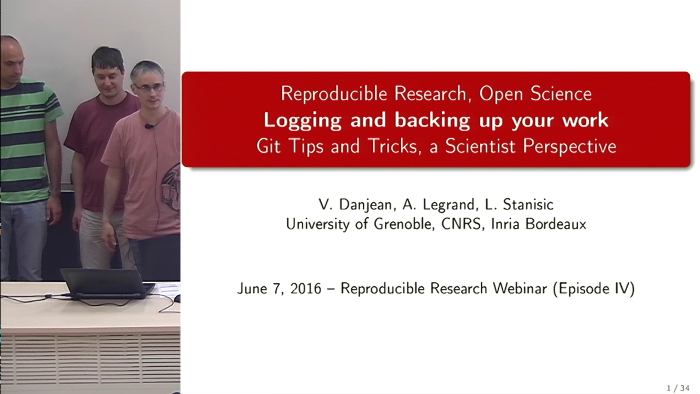 Reproducible Research, Open Science
Logging and backing up your work
Git Tips and Tricks, a Scientist Perspective
V. Danjean, A. Legrand, L. Stanisic
University of Grenoble, CNRS, Inria Bordeaux
June 7, 2016 – Reproducible Research Webinar (Episode IV)
1 / 34